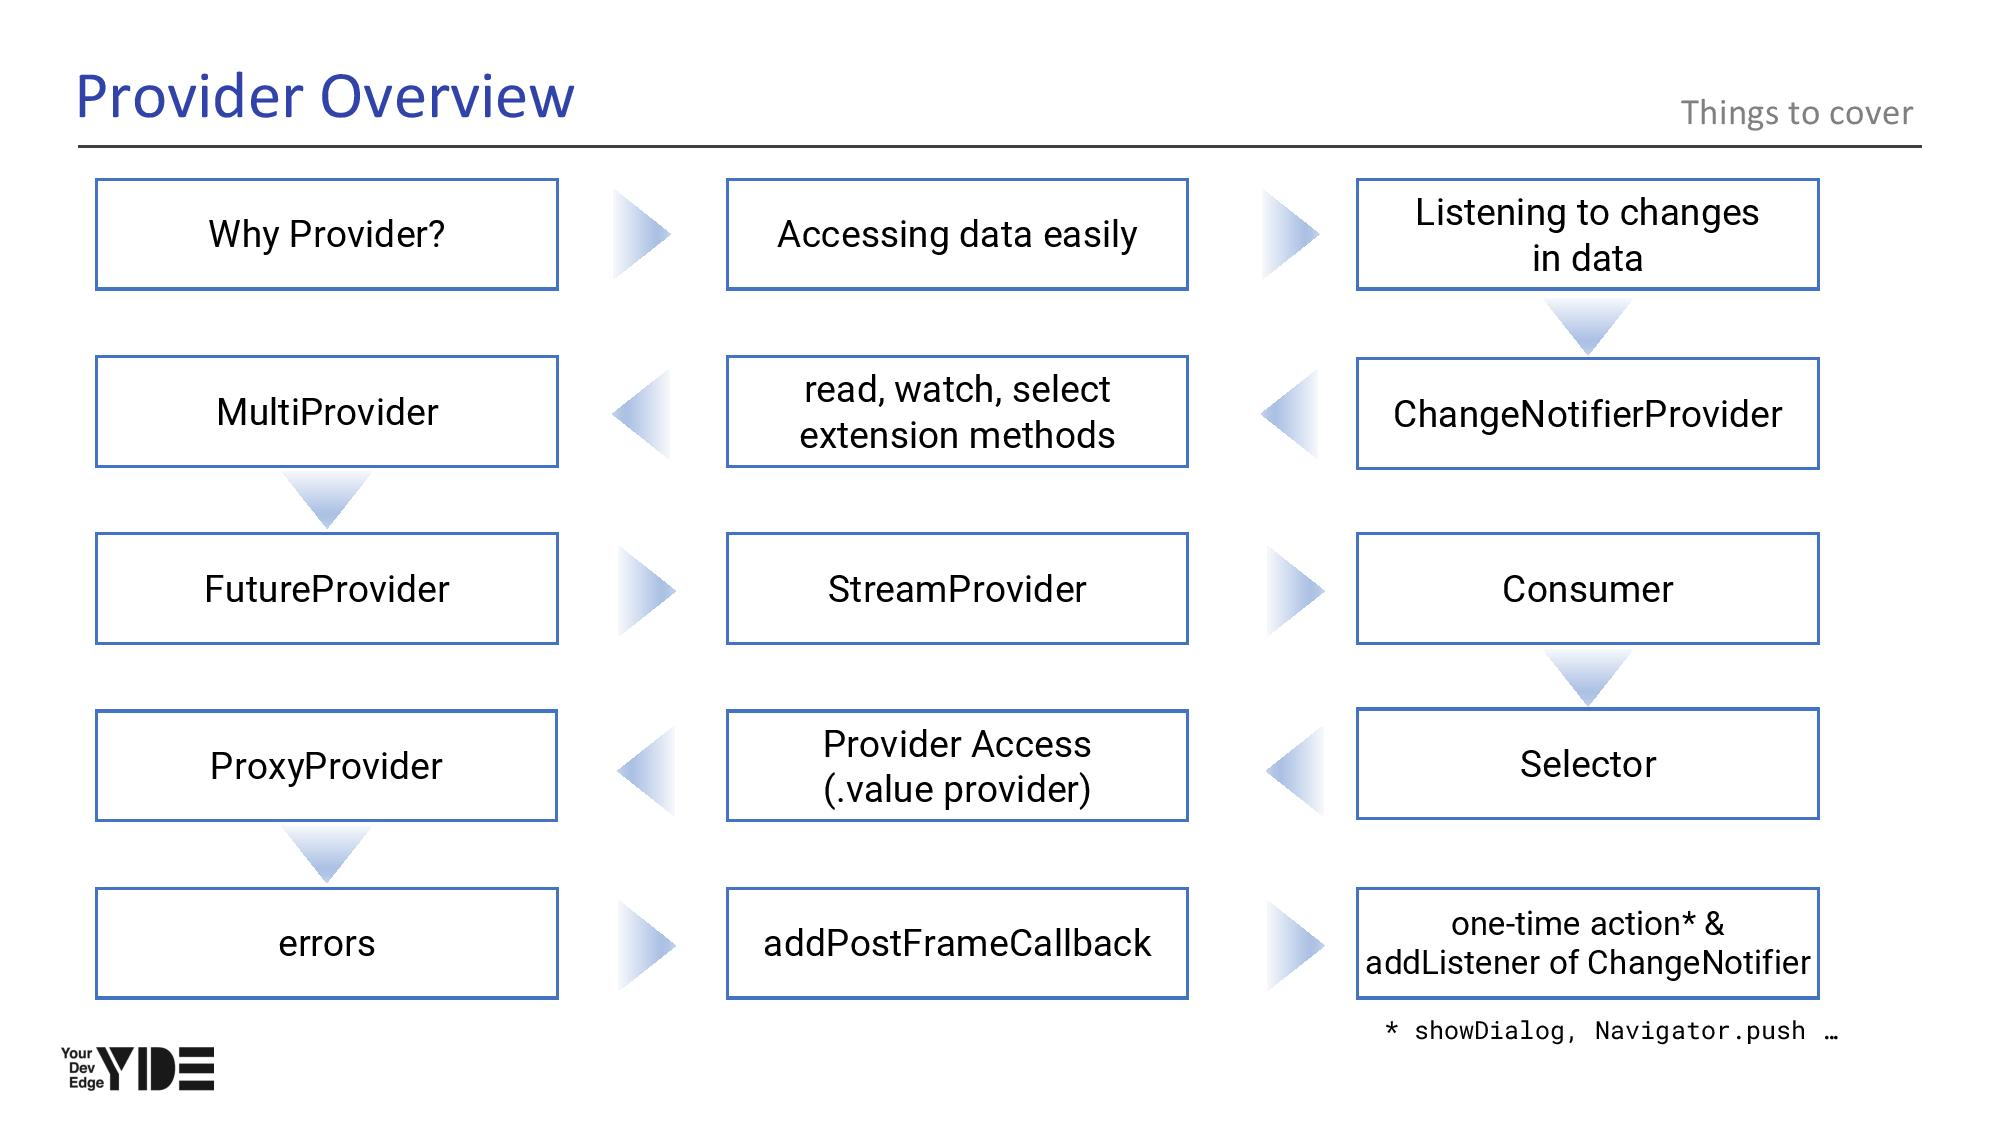 Provider Overview
Things to cover
Why Provider?
Accessing data easily
Listening to changes
in data
ChangeNotifierProvider
read, watch, select
extension methods
MultiProvider
FutureProvider
StreamProvider
Consumer
Selector
Provider Access
(.value provider)
ProxyProvider
errors
addPostFrameCallback
one-time action* &
addListener of ChangeNotifier
* showDialog, Navigator.push …
Your
Dev
Edge
YDE